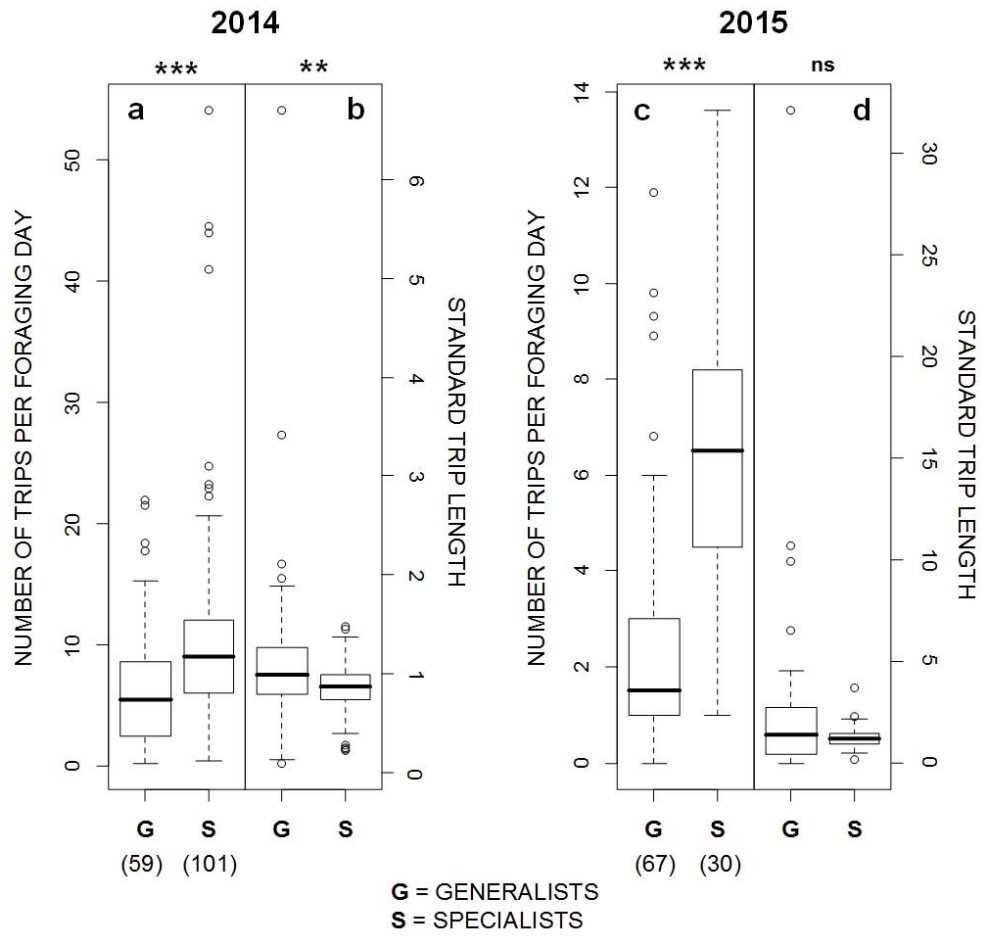 2014
2015
*** **
*** ns
a b
c d
NUMBER OF TRIPS PER FORAGING DAY
0 10 20 30 40 50
STANDARD TRIP LENGTH
0 1 2 3 4 5 6
NUMBER OF TRIPS PER FORAGING DAY
0 2 4 6 8 10 12 14
STANDARD TRIP LENGTH
0 5 10 15 20 25 30
G S G S
G S G S
(59) (101)
(67) (30)
G = GENERALISTS
S = SPECIALISTS